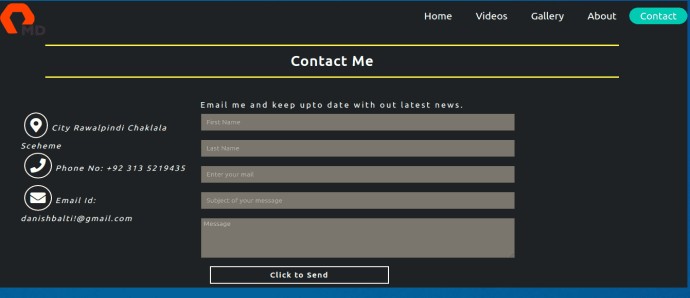 MD
Home Videos Gallery About Contact
Contact Me
Email me and keep upto date with out latest news.
City Rawalpindi Chaklala
Sceheme
Phone No: +92 313 5219435
Email Id:
danishbalti!@gmail.com
First Name
Last Name
Enter your mail
Subject of your message
Message
Click to Send